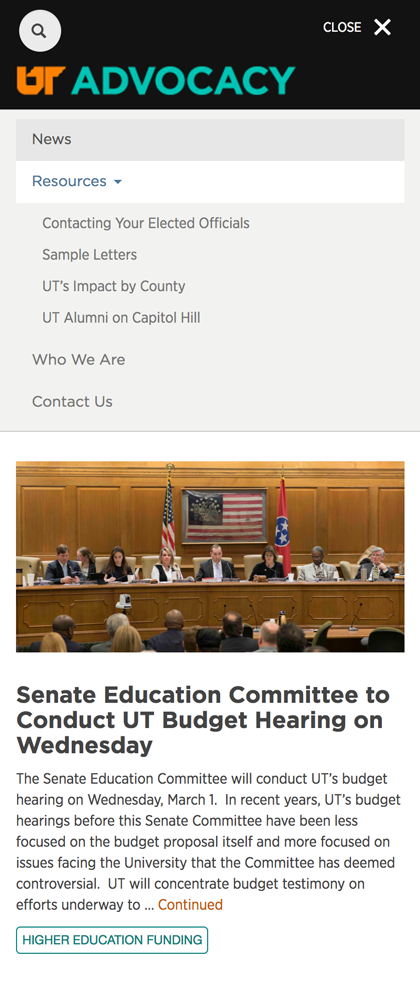 CLOSE
UT ADVOCACY
News
Resources
Contacting Your Elected Officials
Sample Letters
UT's Impact by County
UT Alumni on Capitol Hill
Who We Are
Contact Us
Senate Education Committee to
Conduct UT Budget Hearing on
Wednesday
The Senate Education Committee will conduct UT's budget
hearing on Wednesday, March 1.  In recent years, UT's budget
hearings before this Senate Committee have been less
focused on the budget proposal itself and more focused on
issues facing the University that the Committee has deemed
controversial.  UT will concentrate budget testimony on
efforts underway to ... Continued
HIGHER EDUCATION FUNDING